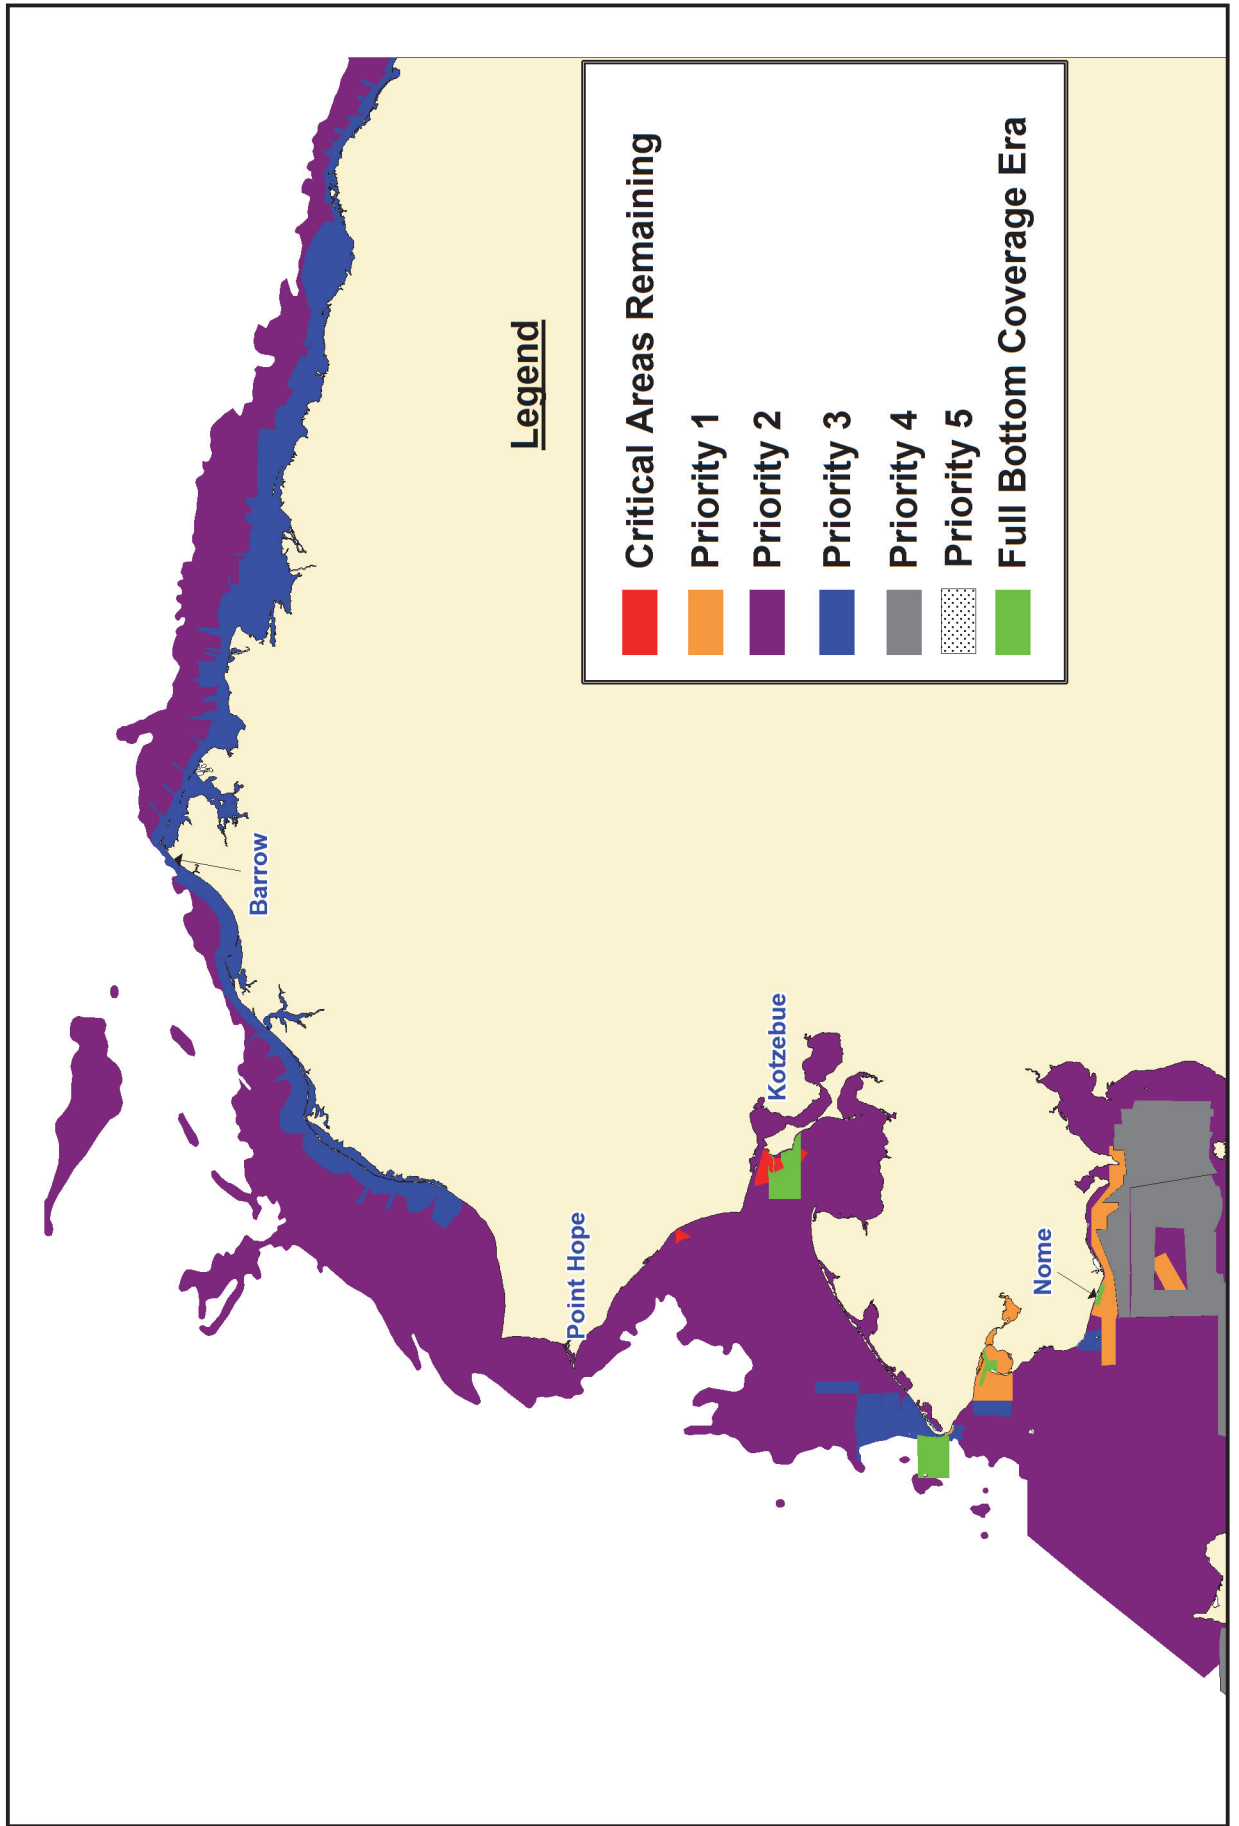 Barrow
Point Hope
Kotzebue
Nome
Legend
Critical Areas Remaining
Priority 1
Priority 2
Priority 3
Priority 4
Priority 5
Full Bottom Coverage Era